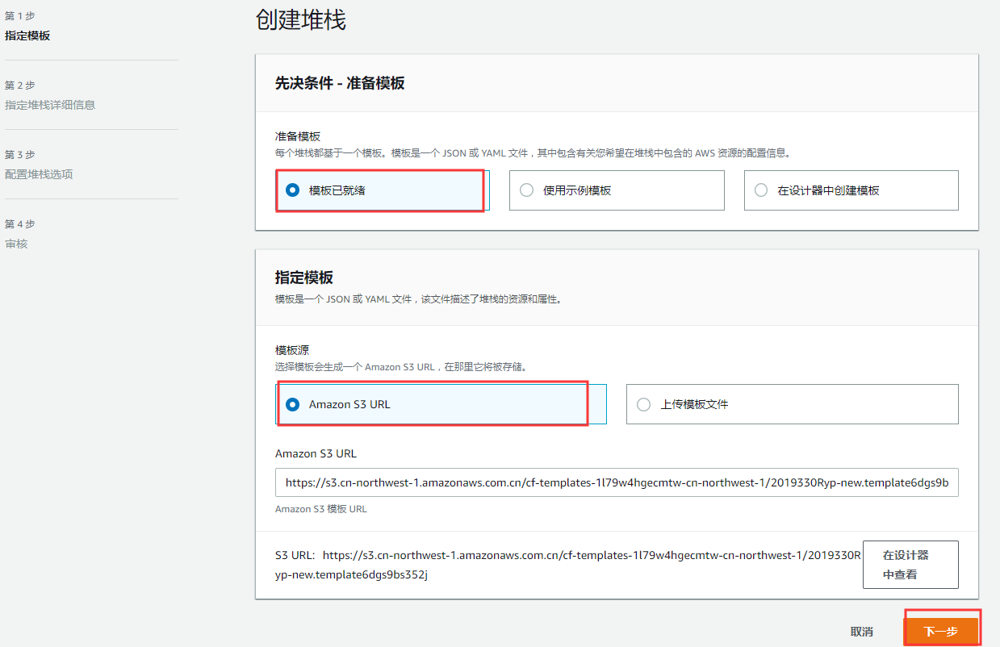 第 1 步
指定模板
第 2 步
指定堆栈详细信息
第 3 步
配置堆栈选项
第 4 步
审核
创建堆栈
先决条件 - 准备模板
准备模板
每个堆栈都基于一个模板。模板是一个 JSON 或 YAML 文件，其中包含有关您希望在堆栈中包含的 AWS 资源的配置信息。
模板已就绪
使用示例模板
在设计器中创建模板
指定模板
模板是一个 JSON 或 YAML 文件，该文件描述了堆栈的资源和属性。
模板源
选择模板会生成一个 Amazon S3 URL，在那里它将被存储。
Amazon S3 URL
上传模板文件
Amazon S3 URL
https://s3.cn-northwest-1.amazonaws.com.cn/cf-templates-1l79w4hgecmtw-cn-northwest-1/2019330Ryp-new.template6dgs9b
Amazon S3 模板 URL
S3 URL: https://s3.cn-northwest-1.amazonaws.com.cn/cf-templates-1l79w4hgecmtw-cn-northwest-1/2019330R
yp-new.template6dgs9bs352j
在设计器
中查看
取消
下一步